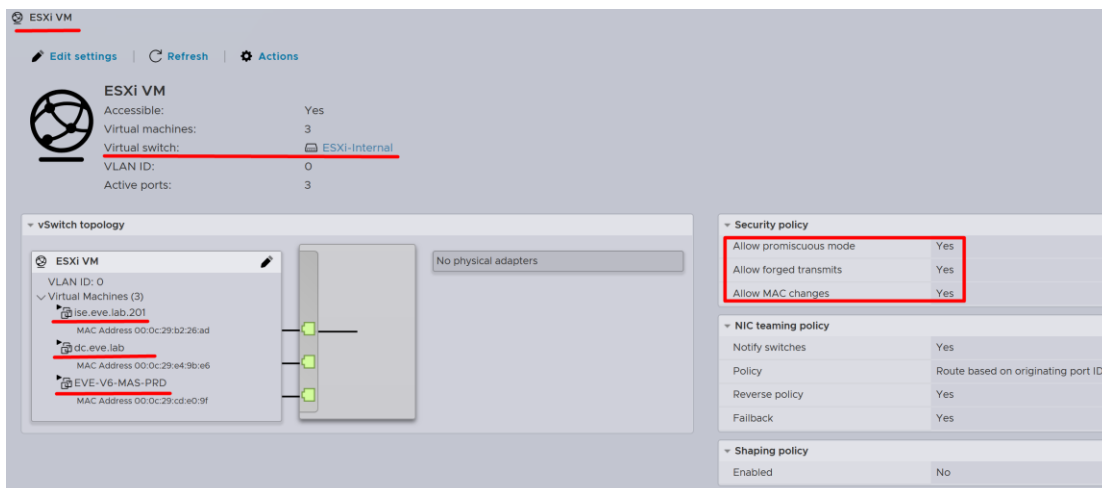 ESXi VM
Edit settings Refresh Actions
ESXi VM
Accessible: Yes
Virtual machines: 3
Virtual switch: ESXi-Internal
VLAN ID: 0
Active ports: 3
vSwitch topology
ESXi VM
VLAN ID: 0
Virtual Machines (3)
ise.eve.lab.201
MAC Address 00:0c:29:b2:26:ad
dc.eve.lab
MAC Address 00:0c:29:e4:9b:e6
EVE-V6-MAS-PRD
MAC Address 00:0c:29:cd:e0:9f
No physical adapters
Security policy
Allow promiscuous mode Yes
Allow forged transmits Yes
Allow MAC changes Yes
NIC teaming policy
Notify switches Yes
Policy Route based on originating port ID
Reverse policy Yes
Failback Yes
Shaping policy
Enabled No